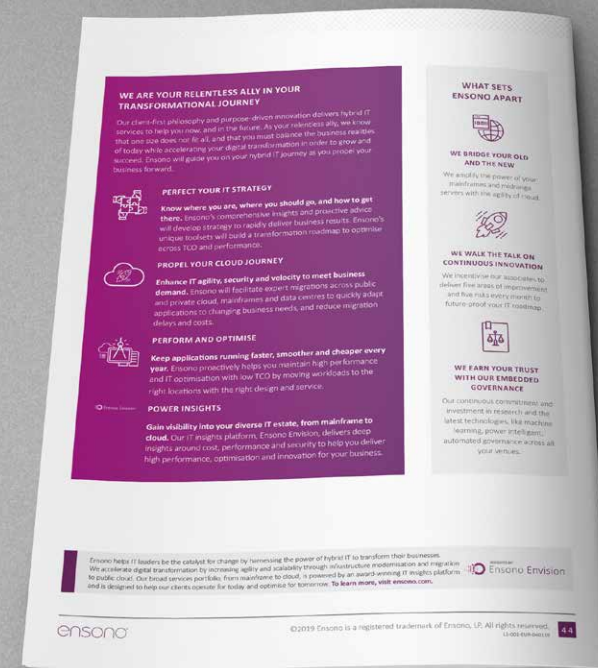 WE ARE YOUR RELENTLESS ALLY IN YOUR
TRANSFORMATIONAL JOURNEY
Our client-first philosophy and purpose-driven innovation delivers hybrid IT
services to help you now, and in the future. As your relentless ally, we know
that one size does not fit all, and that you must balance the business realities
of today while accelerating your digital transformation in order to grow and
succeed. Ensono will guide you on your hybrid IT journey as you propel your
business forward.
PERFECT YOUR IT STRATEGY
Know where you are, where you should go, and how to get
there. Ensono's comprehensive insights and proactive advice
will develop strategy to rapidly deliver business results. Ensono's
unique toolsets will build a transformation roadmap to optimise
across TCO and performance.
PROPEL YOUR CLOUD JOURNEY
Enhance IT agility, security and velocity to meet business
demand. Ensono will facilitate expert migrations across public
and private cloud, mainframes and data centres to quickly adapt
applications to changing business needs, and reduce migration
delays and costs.
PERFORM AND OPTIMISE
Keep applications running faster, smoother and cheaper every
year. Ensono proactively helps you maintain high performance
and IT optimisation with low TCO by moving workloads to the
right locations with the right design and service.
Ensono Envision
POWER INSIGHTS
Gain visibility into your diverse IT estate, from mainframe to
cloud. Our IT insights platform, Ensono Envision, delivers deep
insights around cost, performance and security to help you deliver
high performance, optimisation and innovation for your business.
WHAT SETS
ENSONO APART
WE BRIDGE YOUR OLD
AND THE NEW
We amplify the power of your
mainframes and midrange
servers with the agility of cloud.
WE WALK THE TALK ON
CONTINUOUS INNOVATION
We incentivise our associates to
deliver five areas of improvement
and five risks every month to
future-proof your IT roadmap.
WE EARN YOUR TRUST
WITH OUR EMBEDDED
GOVERNANCE
Our continuous commitment and
investment in research and the
latest technologies, like machine
learning, power intelligent,
automated governance across all
your venues.
Ensono helps IT leaders be the catalyst for change by harnessing the power of hybrid IT to transform their businesses.
We accelerate digital transformation by increasing agility and scalability through infrastructure modernisation and migration
to public cloud. Our broad services portfolio, from mainframe to cloud, is powered by an award-winning IT insights platform
and is designed to help our clients operate for today and optimise for tomorrow. To learn more, visit ensono.com.
Ensono Envision
ensono
©2019 Ensono is a registered trademark of Ensono, LP. All rights reserved.
44